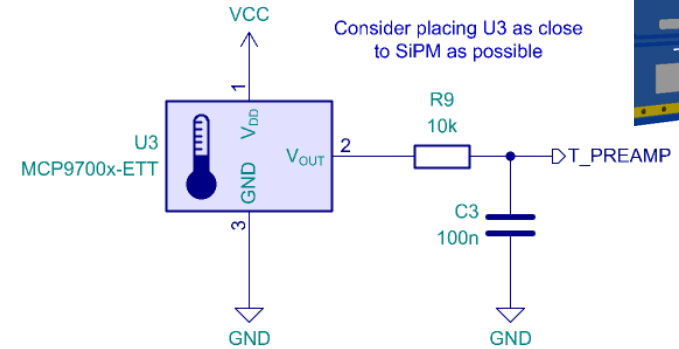 VCC
Consider placing U3 as close
to SiPM as possible
1
R9
10k
U3
MCP9700x-ETT
VDD
GND
VOUT
2
T_PREAMP
C3
100n
3
GND
GND